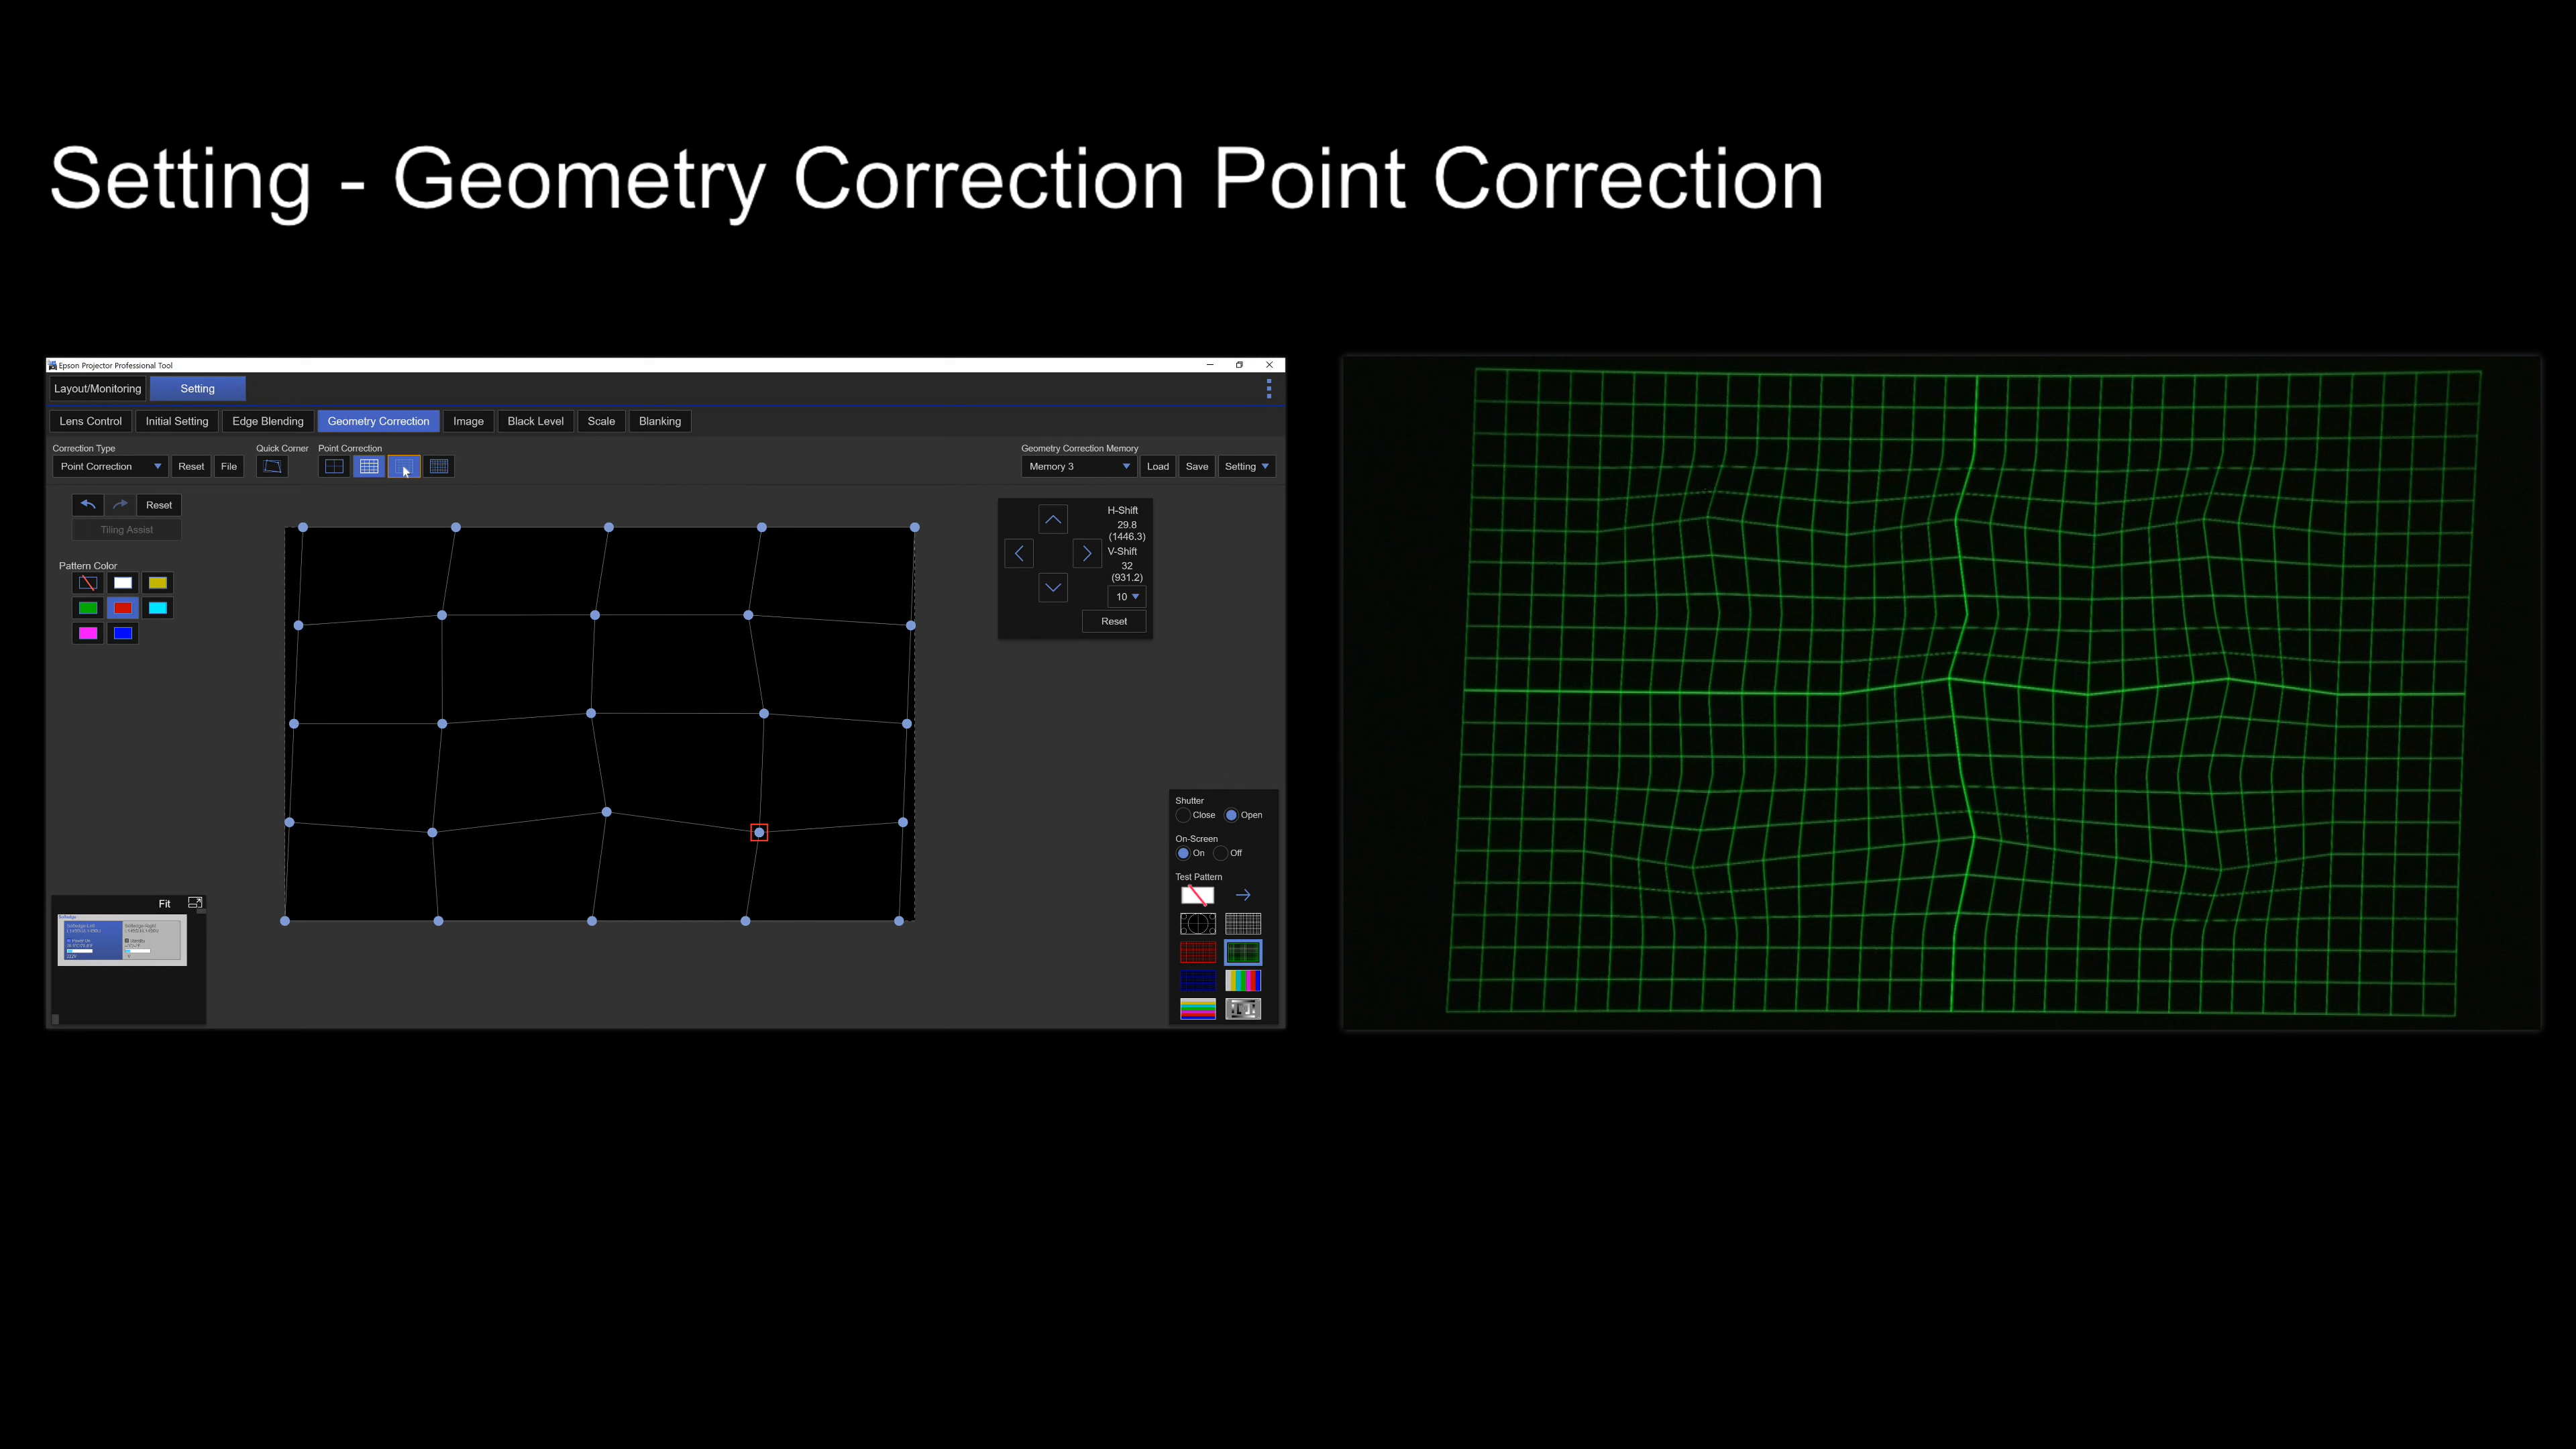 Setting - Geometry Correction Point Correction
Epson Projector Professional Tool
Layout/Monitoring Setting
Lens Control Initial Setting Edge Blending Geometry Correction Image Black Level Scale Blanking
Correction Type Quick Corner Point Correction Geometry Correction Memory
Point Correction Reset File Memory 3 Load Save Setting
Reset
Tiling Assist
Pattern Color
H-Shift
29.8
(1446.3)
V-Shift
32
(931.2)
10
Reset
Shutter
Close Open
On-Screen
On Off
Test Pattern
Fit